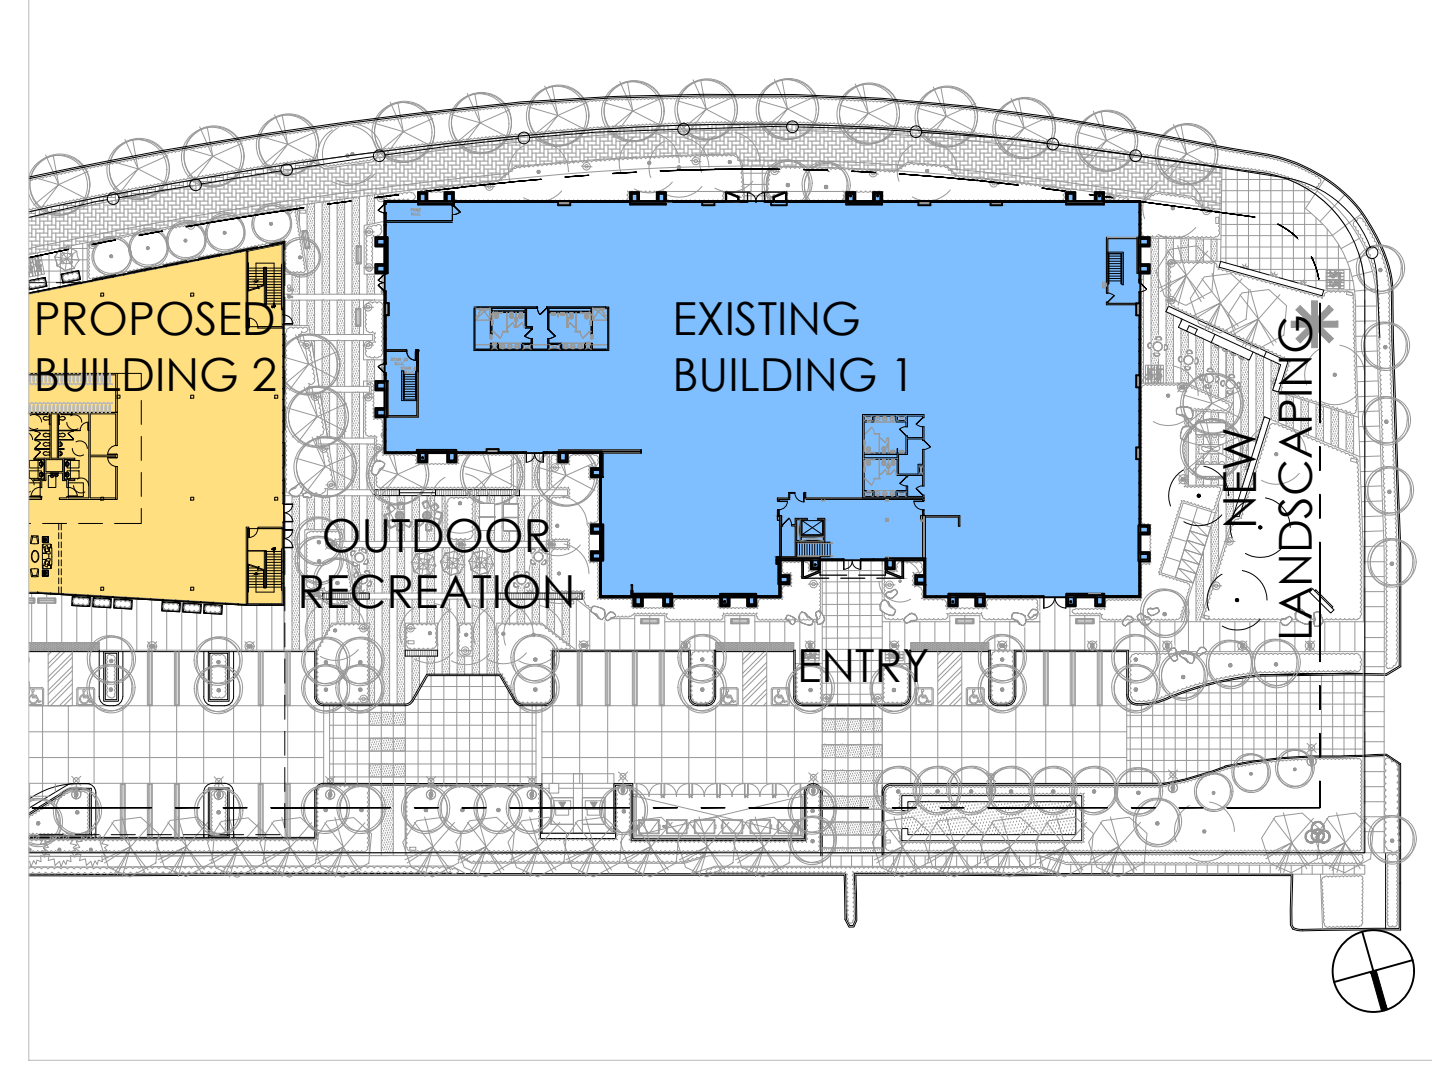 PROPOSED
BUILDING 2
EXISTING
BUILDING 1
OUTDOOR
RECREATION
NEW
LANDSCAPING
ENTRY